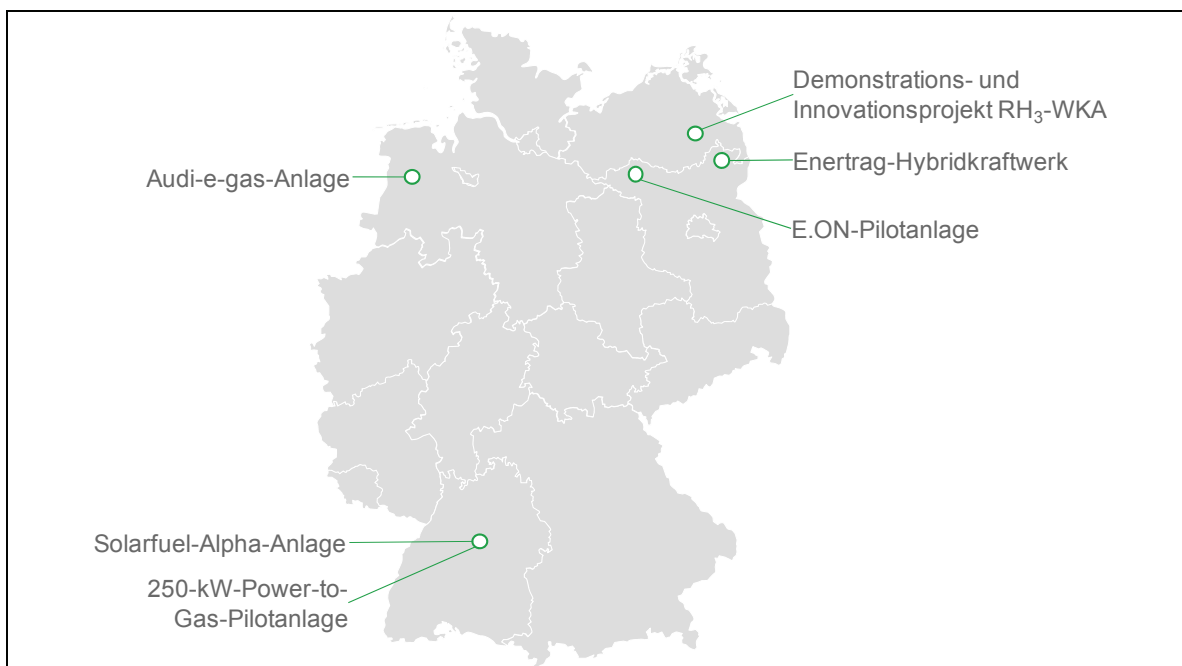 Demonstrations- und
Innovationsprojekt RH₃-WKA
Audi-e-gas-Anlage
Enertrag-Hybridkraftwerk
E.ON-Pilotanlage
Solarfuel-Alpha-Anlage
250-kW-Power-to-
Gas-Pilotanlage